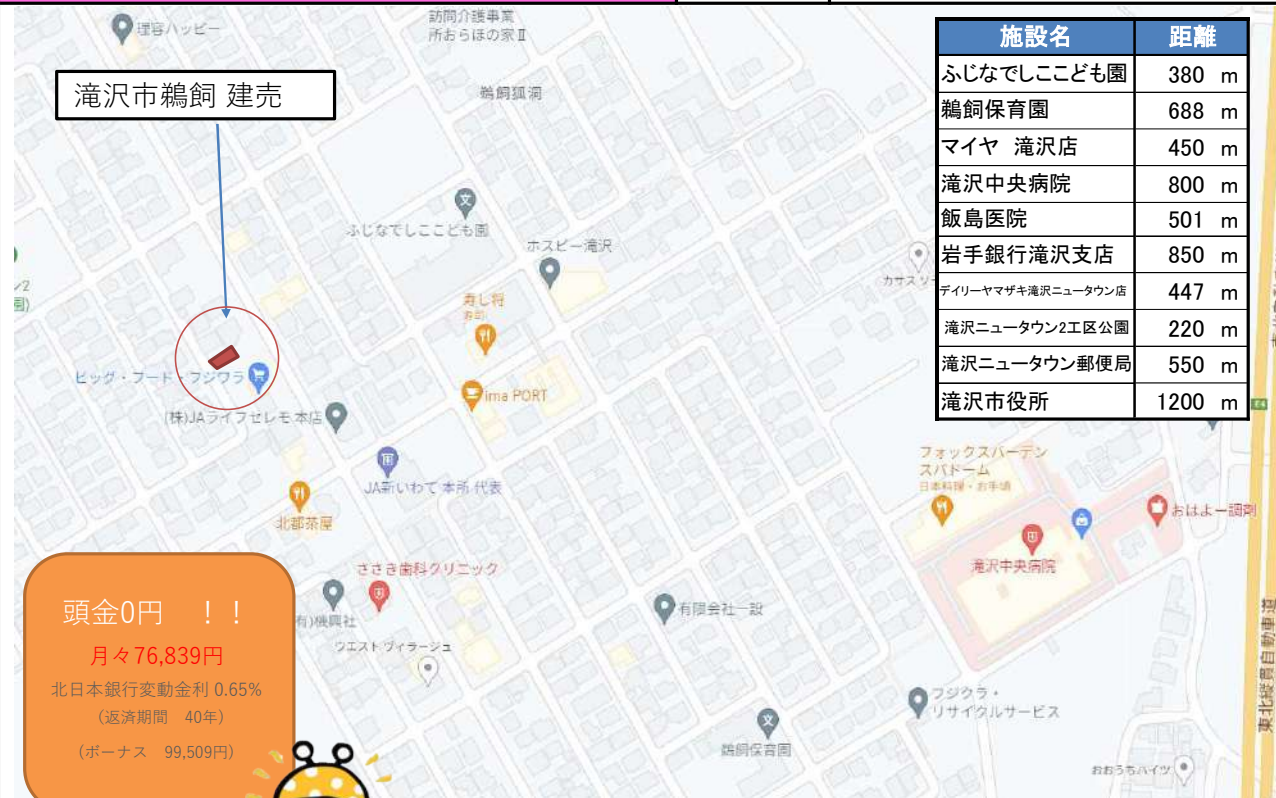 理容ハッピー
訪問介護事業
所おらほの家Ⅱ
滝沢市鵜飼 建売
鵜飼狐洞
ふじなでしここども園
ホスピー滝沢
寿し将
寿司
ビッグ・フード・フジワラ
ima PORT
(株)JAライフセレモ 本店
JA新いわて 本所 代表
北都茶屋
ささき歯科クリニック
有)機興社
ウエスト ヴィラージュ
有限会社一設
鵜飼保育園
フォックスバーデン
スパドーム
日本料理・お手頃
おはよー調剤
滝沢中央病院
フジクラ・
リサイクルサービス
おおうちハイツ
東北縦貫自動車道
E4
施設名 距離
ふじなでしここども園 380 m
鵜飼保育園 688 m
マイヤ 滝沢店 450 m
滝沢中央病院 800 m
飯島医院 501 m
岩手銀行滝沢支店 850 m
デイリーヤマザキ滝沢ニュータウン店 447 m
滝沢ニュータウン2工区公園 220 m
滝沢ニュータウン郵便局 550 m
滝沢市役所 1200 m
頭金0円 ！！
月々76,839円
北日本銀行変動金利 0.65%
(返済期間 40年)
(ボーナス 99,509円)